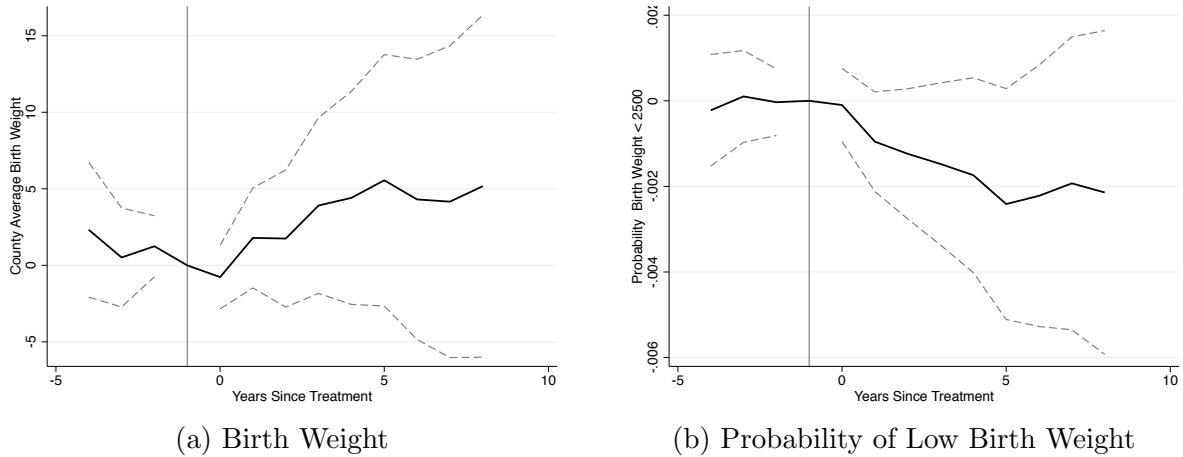 County Average Birth Weight
15
10
5
0
-5
-5
0
5
10
Years Since Treatment
(a) Birth Weight
Probability Birth Weight < 2500
0
-.002
-.004
-.006
-5
0
5
10
Years Since Treatment
(b) Probability of Low Birth Weight